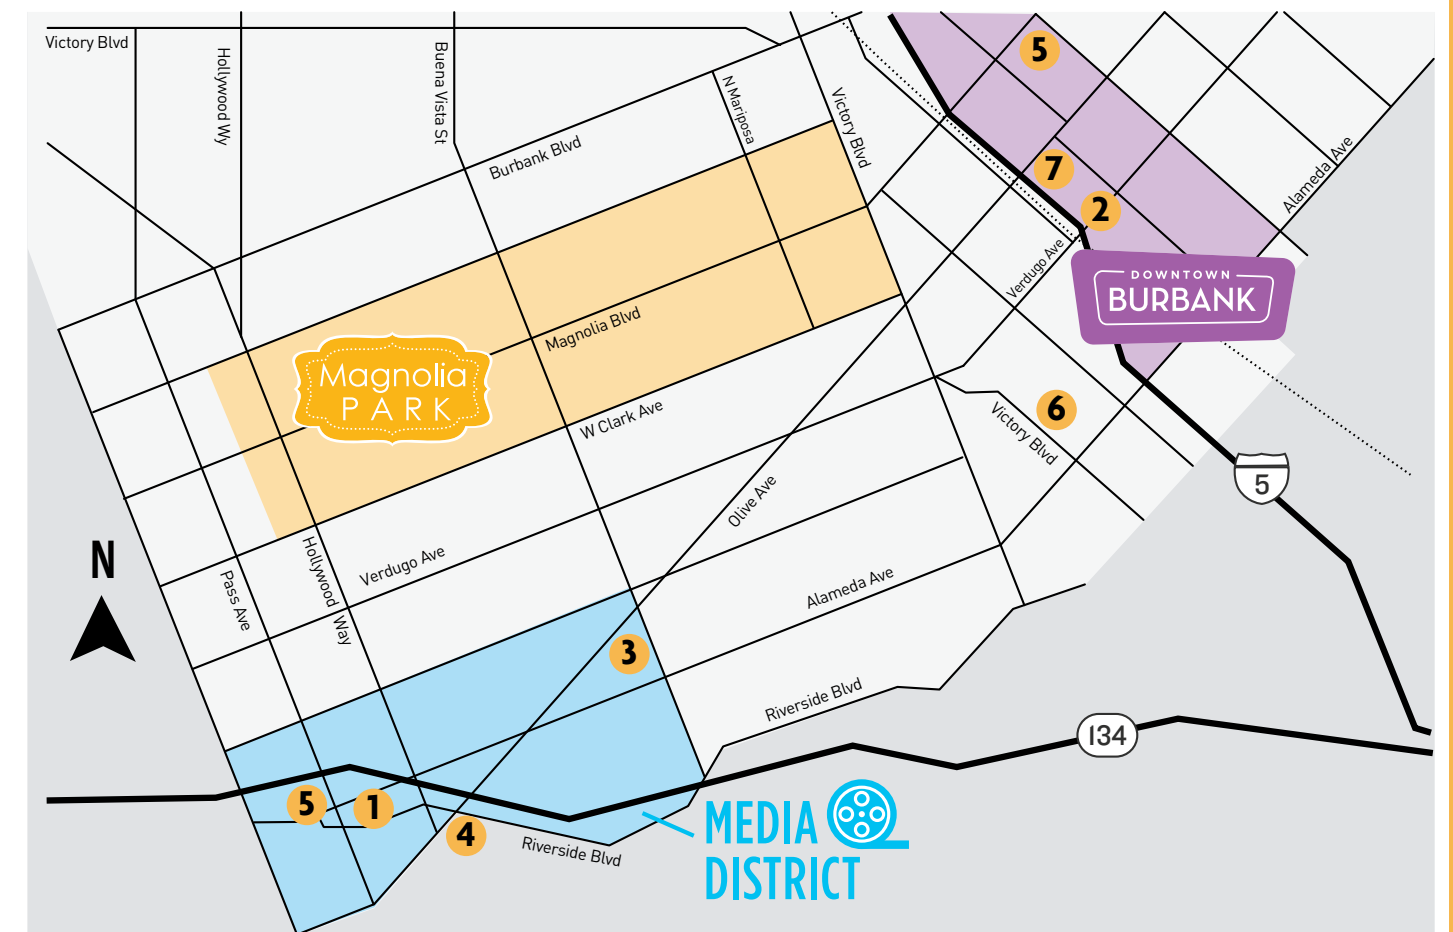 Victory Blvd
Hollywood Wy
Buena Vista St
N Mariposa
Victory Blvd
5
Burbank Blvd
7
2
Alameda Ave
Verdugo Ave
DOWNTOWN
BURBANK
Magnolia Blvd
Magnolia
PARK
W Clark Ave
6
Victory Blvd
5
Olive Ave
N
Hollywood Way
Verdugo Ave
Pass Ave
Alameda Ave
3
Riverside Blvd
134
5
1
4
Riverside Blvd
MEDIA
DISTRICT